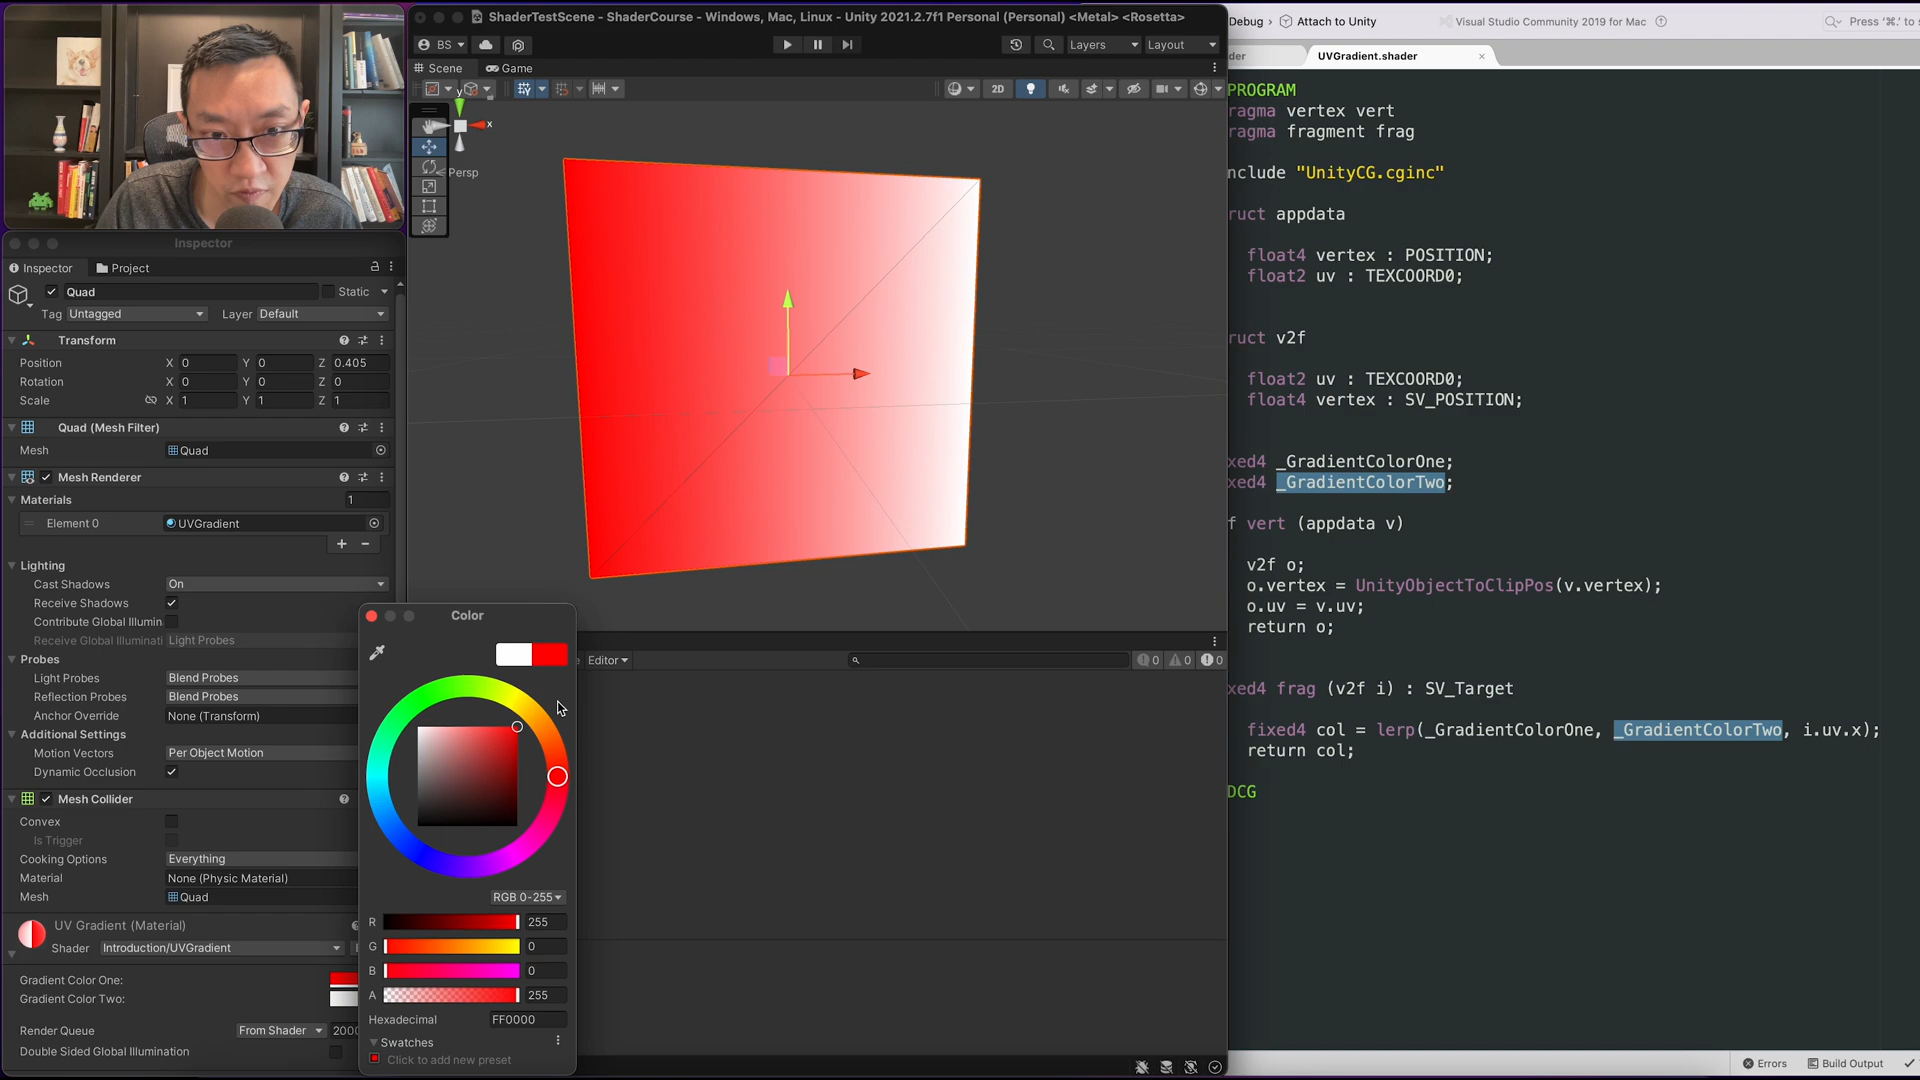 ShaderTestScene - ShaderCourse - Windows, Mac, Linux - Unity 2021.2.7f1 Personal (Personal) <Metal> <Rosetta>
BS
Layers
Layout
Scene
Game
2D
y
x
Persp
Inspector
Inspector
Project
Quad
Static
Tag
Untagged
Layer
Default
Transform
Position X 0 Y 0 Z 0.405
Rotation X 0 Y 0 Z 0
Scale X 1 Y 1 Z 1
Quad (Mesh Filter)
Mesh
Quad
Mesh Renderer
Materials
1
Element 0
UVGradient
Lighting
Cast Shadows
On
Receive Shadows
Contribute Global Illumin
Receive Global Illuminati
Light Probes
Probes
Light Probes
Blend Probes
Reflection Probes
Blend Probes
Anchor Override
None (Transform)
Additional Settings
Motion Vectors
Per Object Motion
Dynamic Occlusion
Mesh Collider
Convex
Is Trigger
Cooking Options
Everything
Material
None (Physic Material)
Mesh
Quad
UV Gradient (Material)
Shader
Introduction/UVGradient
Gradient Color One:
Gradient Color Two:
Render Queue
From Shader
2000
Double Sided Global Illumination
Color
RGB 0-255
R 255
G 0
B 0
A 255
Hexadecimal
FF0000
Swatches
Click to add new preset
Editor
0
0
0
Debug
Attach to Unity
Visual Studio Community 2019 for Mac
Press '⌘.' to s
der
UVGradient.shader
PROGRAM
ragma vertex vert
ragma fragment frag
nclude "UnityCG.cginc"
ruct appdata
float4 vertex : POSITION;
float2 uv : TEXCOORD0;
ruct v2f
float2 uv : TEXCOORD0;
float4 vertex : SV_POSITION;
xed4 _GradientColorOne;
xed4 _GradientColorTwo;
f vert (appdata v)
v2f o;
o.vertex = UnityObjectToClipPos(v.vertex);
o.uv = v.uv;
return o;
xed4 frag (v2f i) : SV_Target
fixed4 col = lerp(_GradientColorOne, _GradientColorTwo, i.uv.x);
return col;
DCG
Errors
Build Output